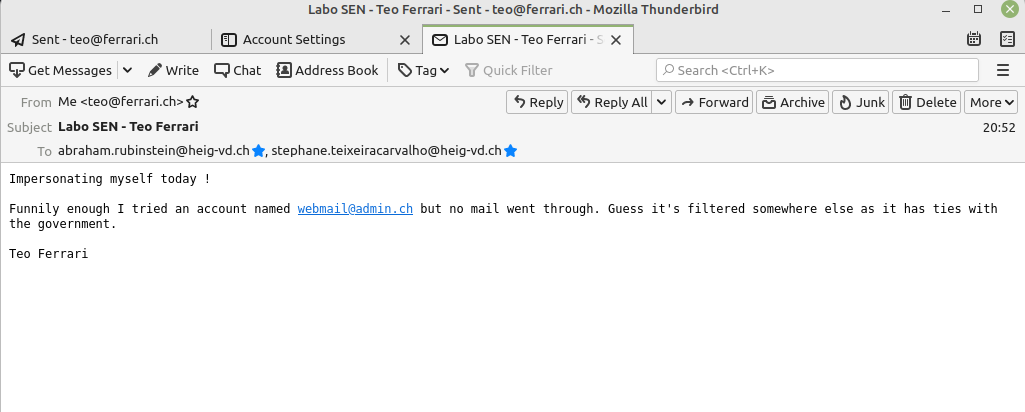 Labo SEN - Teo Ferrari - Sent - teo@ferrari.ch - Mozilla Thunderbird
Sent - teo@ferrari.ch
Account Settings
Labo SEN - Teo Ferrari - S
Get Messages
Write
Chat
Address Book
Tag
Quick Filter
Search <Ctrl+K>
From Me <teo@ferrari.ch>
Reply
Reply All
Forward
Archive
Junk
Delete
More
Subject Labo SEN - Teo Ferrari
20:52
To abraham.rubinstein@heig-vd.ch, stephane.teixeiracarvalho@heig-vd.ch
Impersonating myself today !
Funnily enough I tried an account named webmail@admin.ch but no mail went through. Guess it's filtered somewhere else as it has ties with
the government.
Teo Ferrari